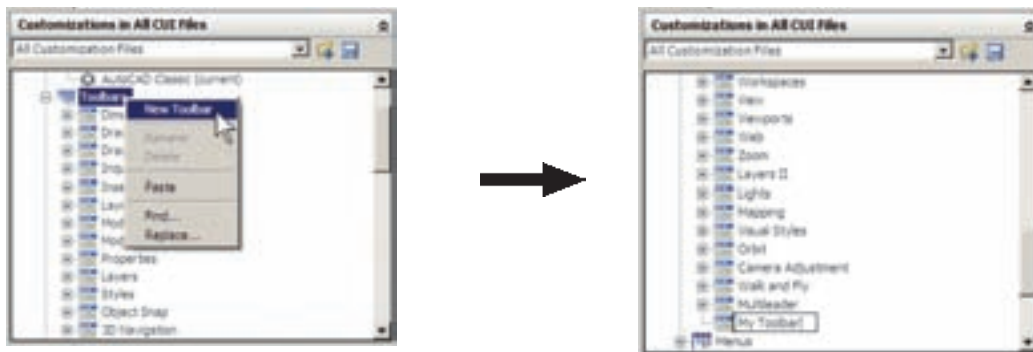 Customizations in All CUI Files
All Customization Files
AutoCAD Classic (current)
Toolbars
New Toolbar
Rename
Delete
Paste
Find...
Replace...
Properties
Layers
Styles
Object Snap
3D Navigation
Customizations in All CUI Files
All Customization Files
Workspaces
View
Viewports
Web
Zoom
Layers II
Lights
Mapping
Visual Styles
Orbit
Camera Adjustment
Walk and Fly
Multileader
My Toolbar
Menus